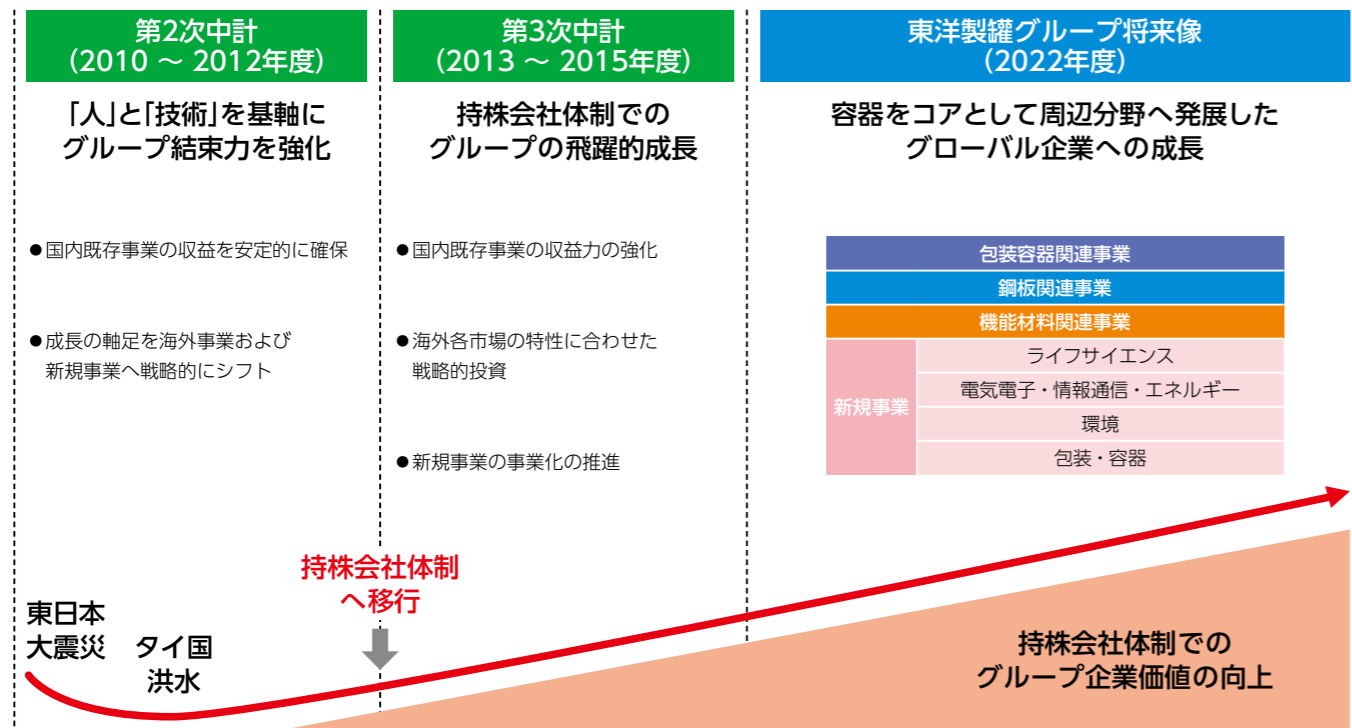 第2次中計
（2010 ～ 2012年度）
「人」と「技術」を基軸に
グループ結束力を強化
●国内既存事業の収益を安定的に確保
●成長の軸足を海外事業および
新規事業へ戦略的にシフト
第3次中計
（2013 ～ 2015年度）
持株会社体制での
グループの飛躍的成長
●国内既存事業の収益力の強化
●海外各市場の特性に合わせた
戦略的投資
●新規事業の事業化の推進
東洋製罐グループ将来像
（2022年度）
容器をコアとして周辺分野へ発展した
グローバル企業への成長
包装容器関連事業
鋼板関連事業
機能材料関連事業
新規事業
ライフサイエンス
電気電子・情報通信・エネルギー
環境
包装・容器
東日本
大震災
タイ国
洪水
持株会社体制
へ移行
持株会社体制での
グループ企業価値の向上